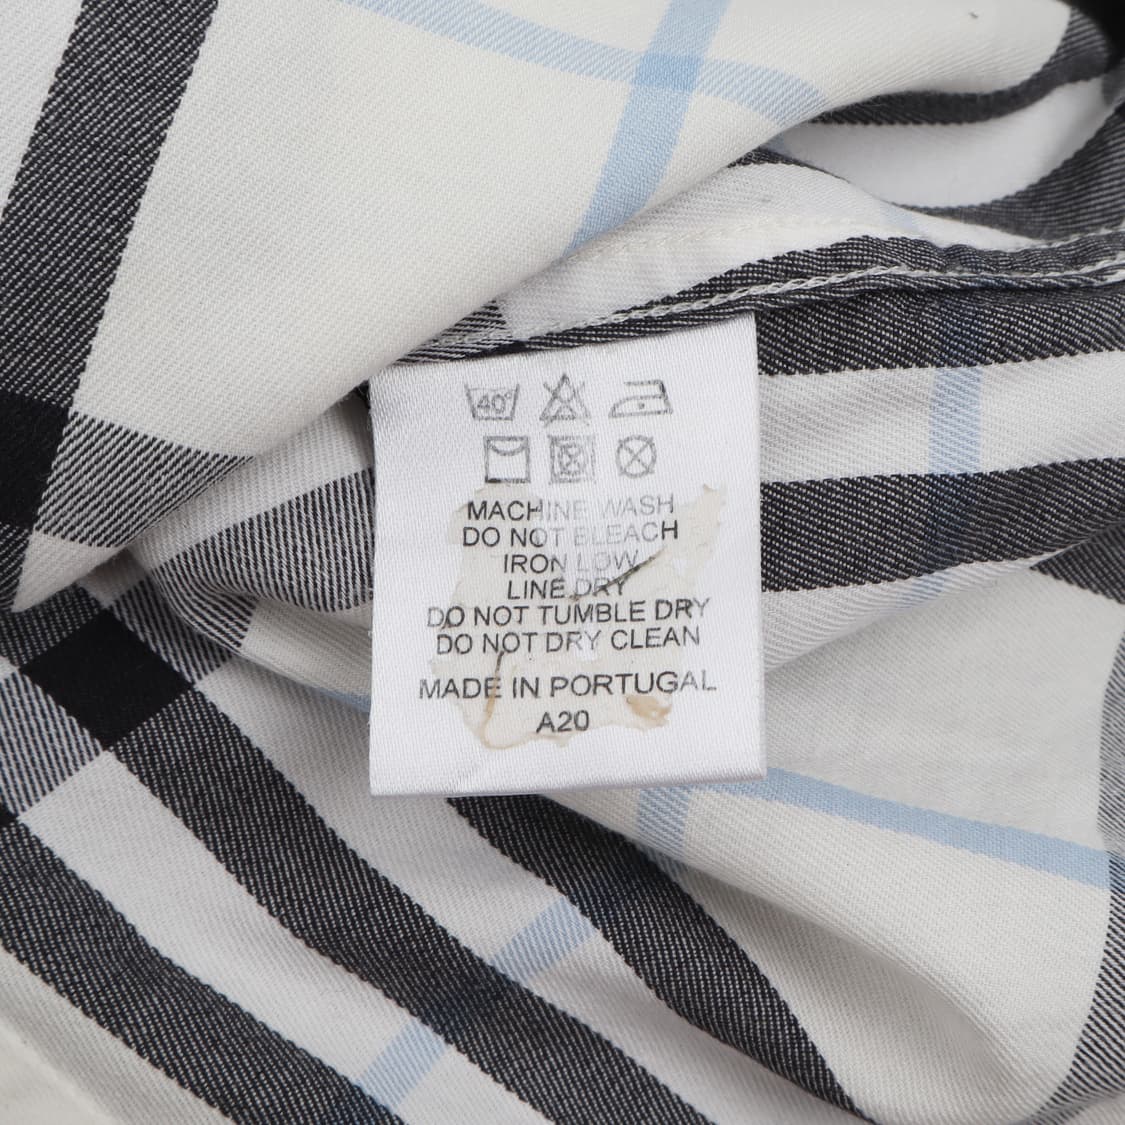 40°
MACHINE WASH
DO NOT BLEACH
IRON LOW
LINE DRY
DO NOT TUMBLE DRY
DO NOT DRY CLEAN
MADE IN PORTUGAL
A20